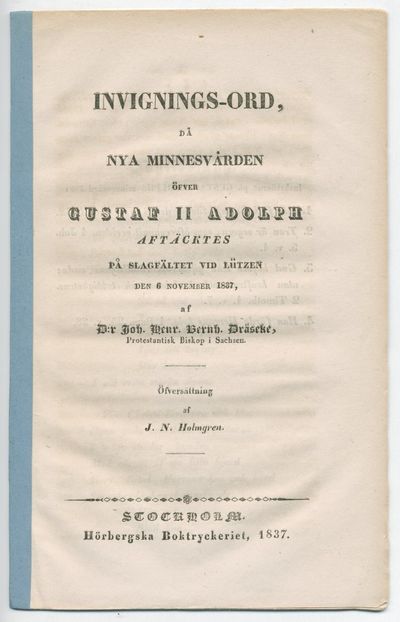 INVIGNINGS-ORD,
DÅ
NYA MINNESVÅRDEN
ÖFVER
GUSTAF II ADOLPH
AFTÄCKTES
PÅ SLAGFÄLTET VID LÜTZEN
DEN 6 NOVEMBER 1837,
af
D:r Joh. Henr. Bernh. Dräseke,
Protestantisk Biskop i Sachsen.
Öfversättning
af
J. N. Holmgren.
STOCKHOLM.
Hörbergska Boktryckeriet, 1837.